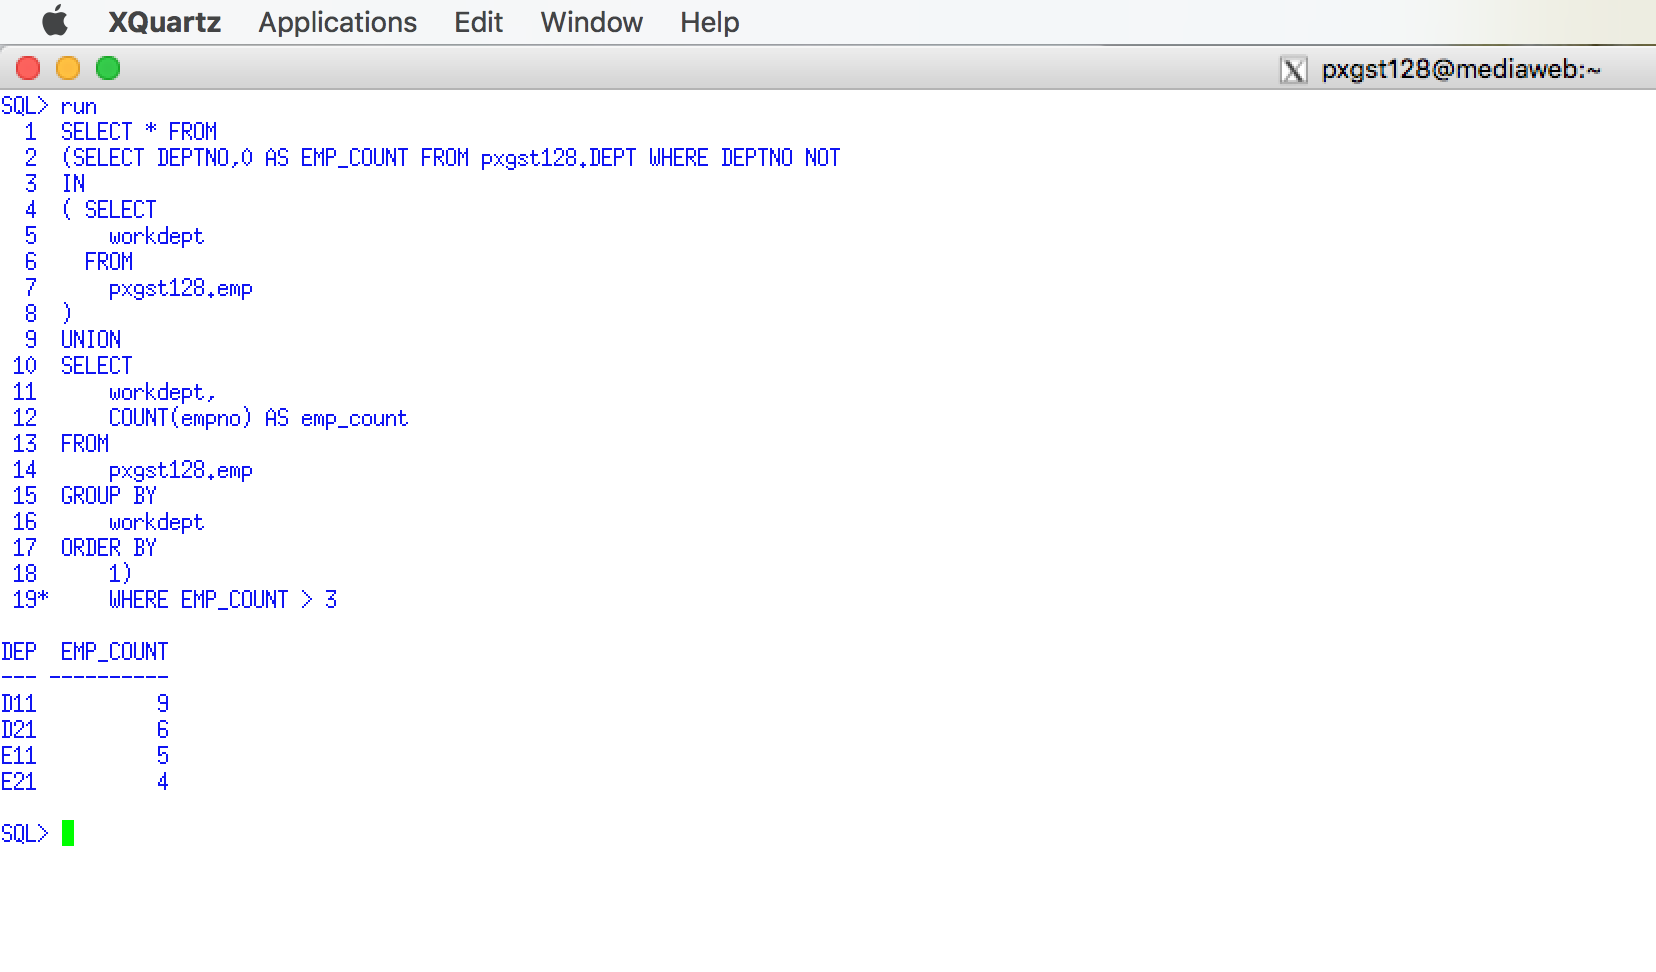 XQuartz Applications Edit Window Help
pxgst128@mediaweb:~
SQL> run
  1  SELECT * FROM
  2  (SELECT DEPTNO,0 AS EMP_COUNT FROM pxgst128.DEPT WHERE DEPTNO NOT
  3  IN
  4  ( SELECT
  5      workdept
  6    FROM
  7      pxgst128.emp
  8  )
  9  UNION
 10  SELECT
 11      workdept,
 12      COUNT(empno) AS emp_count
 13  FROM
 14      pxgst128.emp
 15  GROUP BY
 16      workdept
 17  ORDER BY
 18      1)
 19*     WHERE EMP_COUNT > 3
DEP  EMP_COUNT
--- ----------
D11          9
D21          6
E11          5
E21          4
SQL>